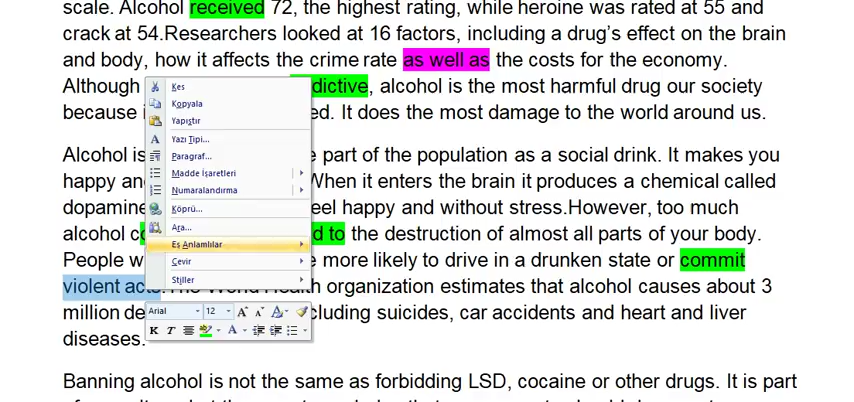 scale. Alcohol received 72, the highest rating, while heroine was rated at 55 and
crack at 54.Researchers looked at 16 factors, including a drug's effect on the brain
and body, how it affects the crime rate as well as the costs for the economy.
Although dictive, alcohol is the most harmful drug our society
because ed. It does the most damage to the world around us.
Alcohol is e part of the population as a social drink. It makes you
happy an When it enters the brain it produces a chemical called
dopamine eel happy and without stress.However, too much
alcohol c d to the destruction of almost all parts of your body.
People w e more likely to drive in a drunken state or commit
violent acts. The World Health organization estimates that alcohol causes about 3
million de cluding suicides, car accidents and heart and liver
diseases.
Banning alcohol is not the same as forbidding LSD, cocaine or other drugs. It is part
Kes
Kopyala
Yapıştır
Yazı Tipi...
Paragraf...
Madde İşaretleri
Numaralandırma
Köprü...
Ara...
Eş Anlamlılar
Çevir
Stiller
Arial 12 A A A
K T A